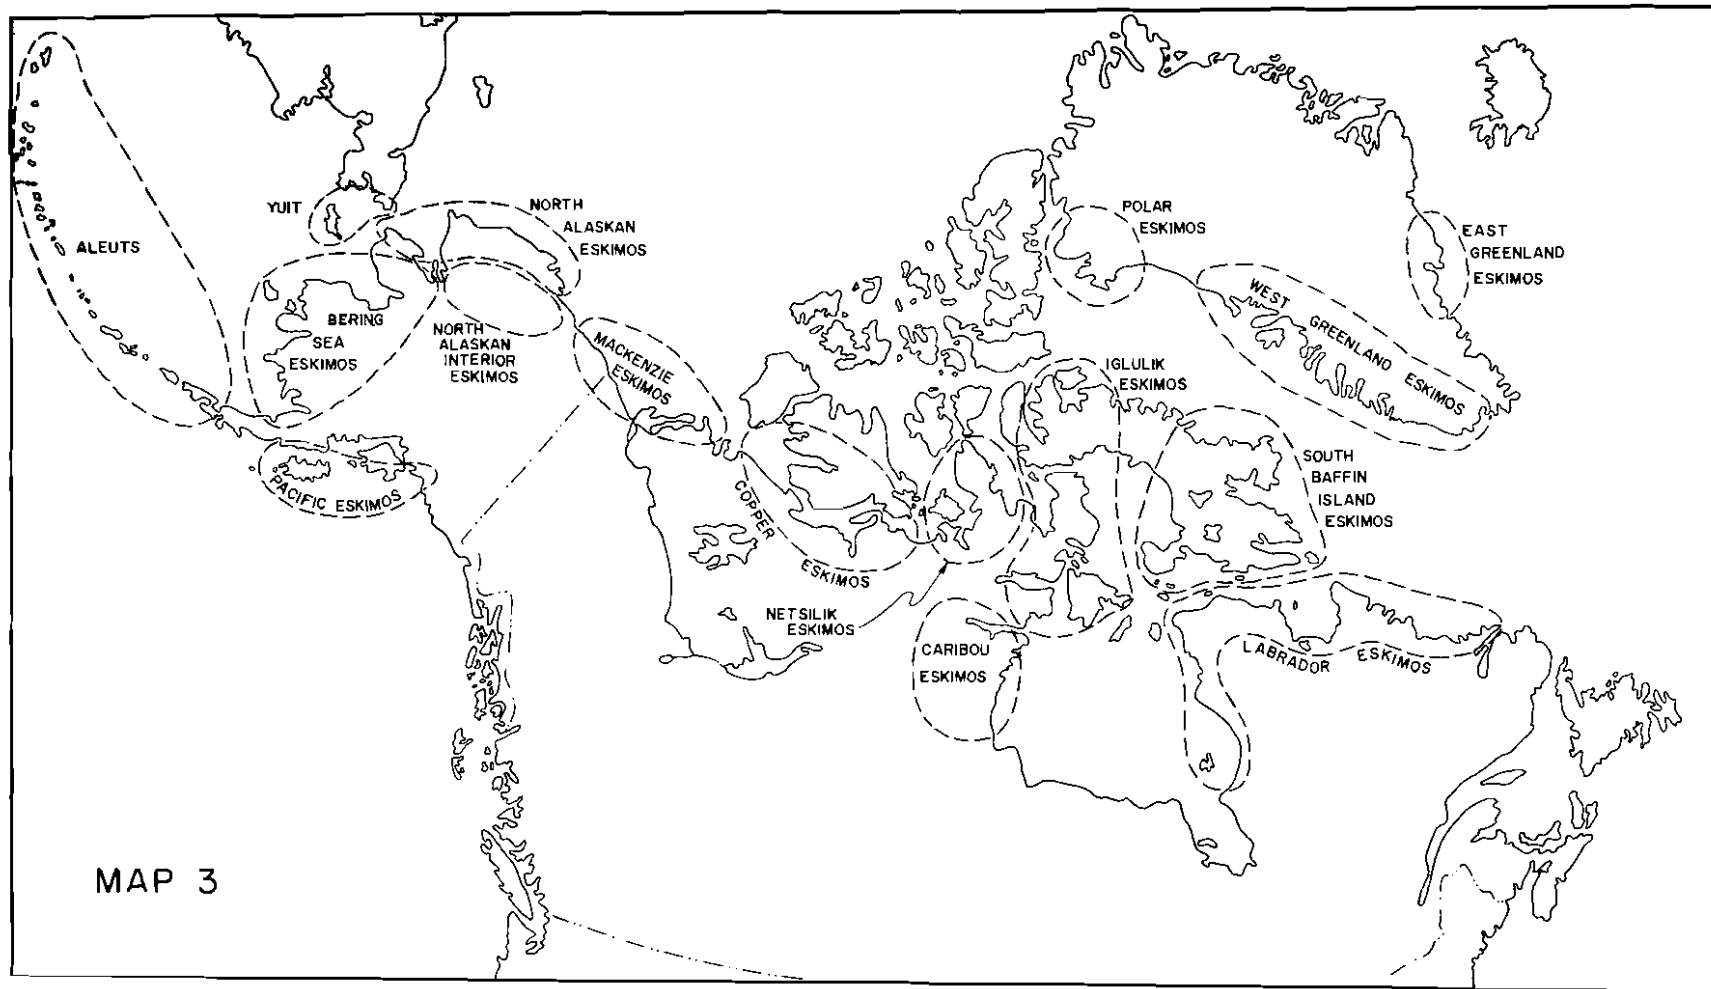 YUIT
NORTH
ALASKAN
ESKIMOS
ALEUTS
BERING
SEA
ESKIMOS
NORTH
ALASKAN
INTERIOR
ESKIMOS
MACKENZIE
ESKIMOS
PACIFIC ESKIMOS
COPPER
ESKIMOS
NETSILIK
ESKIMOS
CARIBOU
ESKIMOS
IGLULIK
ESKIMOS
POLAR
ESKIMOS
WEST
GREENLAND
ESKIMOS
EAST
GREENLAND
ESKIMOS
SOUTH
BAFFIN
ISLAND
ESKIMOS
LABRADOR ESKIMOS
MAP 3